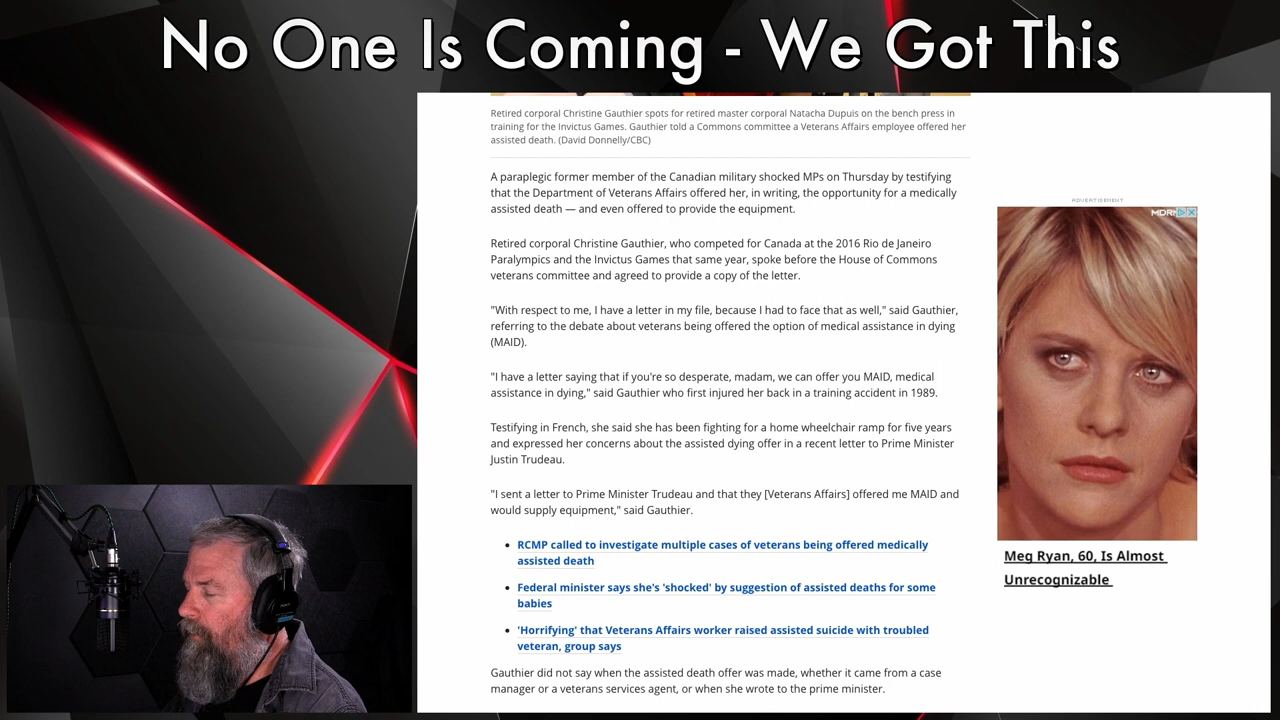 No One Is Coming - We Got This
Retired corporal Christine Gauthier spots for retired master corporal Natacha Dupuis on the bench press in
training for the Invictus Games. Gauthier told a Commons committee a Veterans Affairs employee offered her
assisted death. (David Donnelly/CBC)
A paraplegic former member of the Canadian military shocked MPs on Thursday by testifying
that the Department of Veterans Affairs offered her, in writing, the opportunity for a medically
assisted death — and even offered to provide the equipment.
Retired corporal Christine Gauthier, who competed for Canada at the 2016 Rio de Janeiro
Paralympics and the Invictus Games that same year, spoke before the House of Commons
veterans committee and agreed to provide a copy of the letter.
"With respect to me, I have a letter in my file, because I had to face that as well," said Gauthier,
referring to the debate about veterans being offered the option of medical assistance in dying
(MAID).
"I have a letter saying that if you're so desperate, madam, we can offer you MAID, medical
assistance in dying," said Gauthier who first injured her back in a training accident in 1989.
Testifying in French, she said she has been fighting for a home wheelchair ramp for five years
and expressed her concerns about the assisted dying offer in a recent letter to Prime Minister
Justin Trudeau.
"I sent a letter to Prime Minister Trudeau and that they [Veterans Affairs] offered me MAID and
would supply equipment," said Gauthier.
RCMP called to investigate multiple cases of veterans being offered medically
assisted death
Federal minister says she's 'shocked' by suggestion of assisted deaths for some
babies
'Horrifying' that Veterans Affairs worker raised assisted suicide with troubled
veteran, group says
Gauthier did not say when the assisted death offer was made, whether it came from a case
manager or a veterans services agent, or when she wrote to the prime minister.
ADVERTISEMENT
Meg Ryan, 60, Is Almost
Unrecognizable